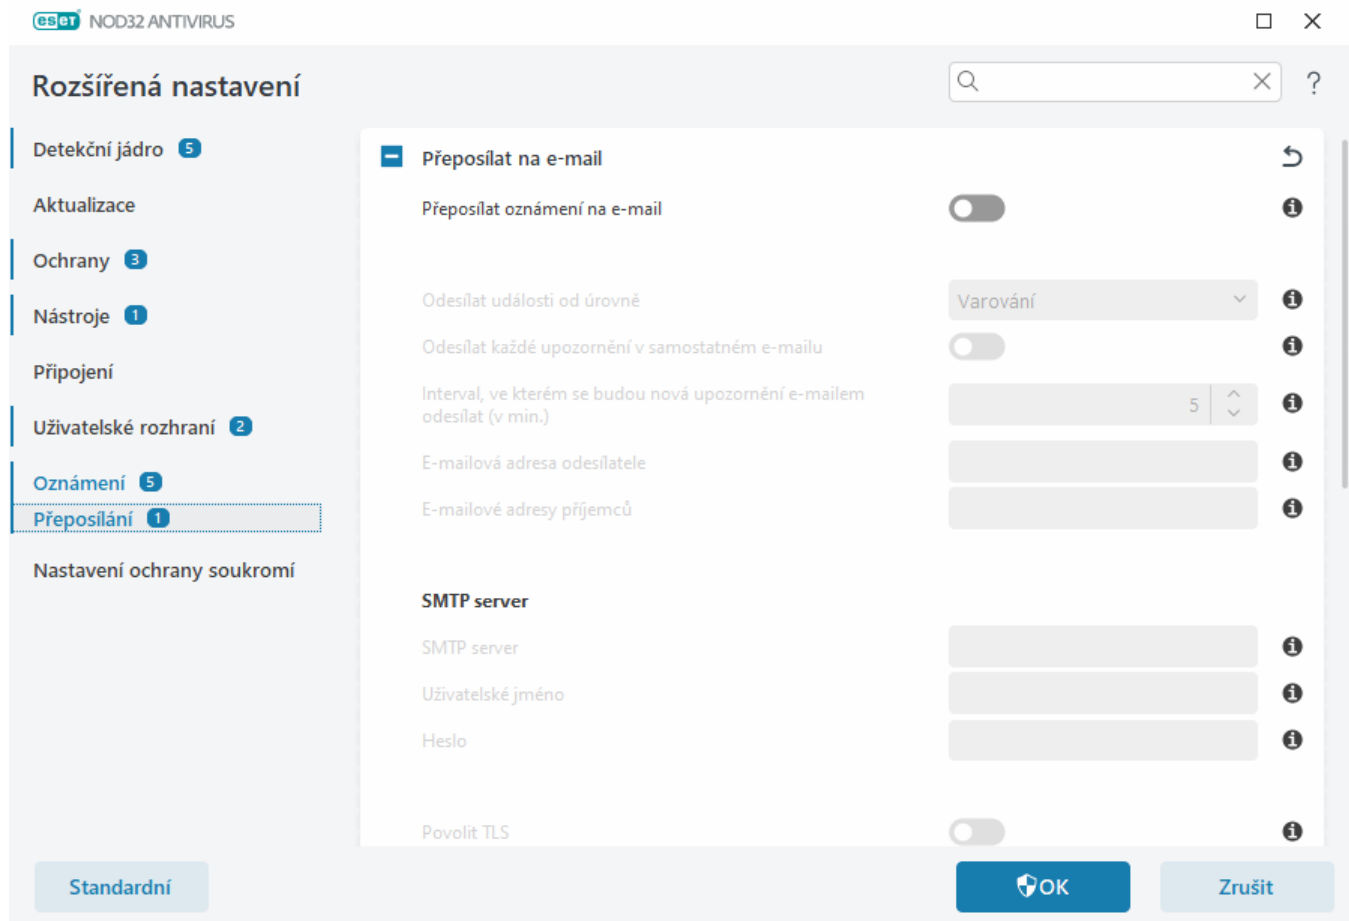 eset NOD32 ANTIVIRUS
Rozšířená nastavení
?
Detekční jádro 5
Aktualizace
Ochrany 3
Nástroje 1
Připojení
Uživatelské rozhraní 2
Oznámení 5
Přeposílání 1
Nastavení ochrany soukromí
Přeposílat na e-mail
Přeposílat oznámení na e-mail
Odesílat události od úrovně
Varování
Odesílat každé upozornění v samostatném e-mailu
Interval, ve kterém se budou nová upozornění e-mailem
odesílat (v min.)
5
E-mailová adresa odesílatele
E-mailové adresy příjemců
SMTP server
SMTP server
Uživatelské jméno
Heslo
Povolit TLS
Standardní
OK
Zrušit